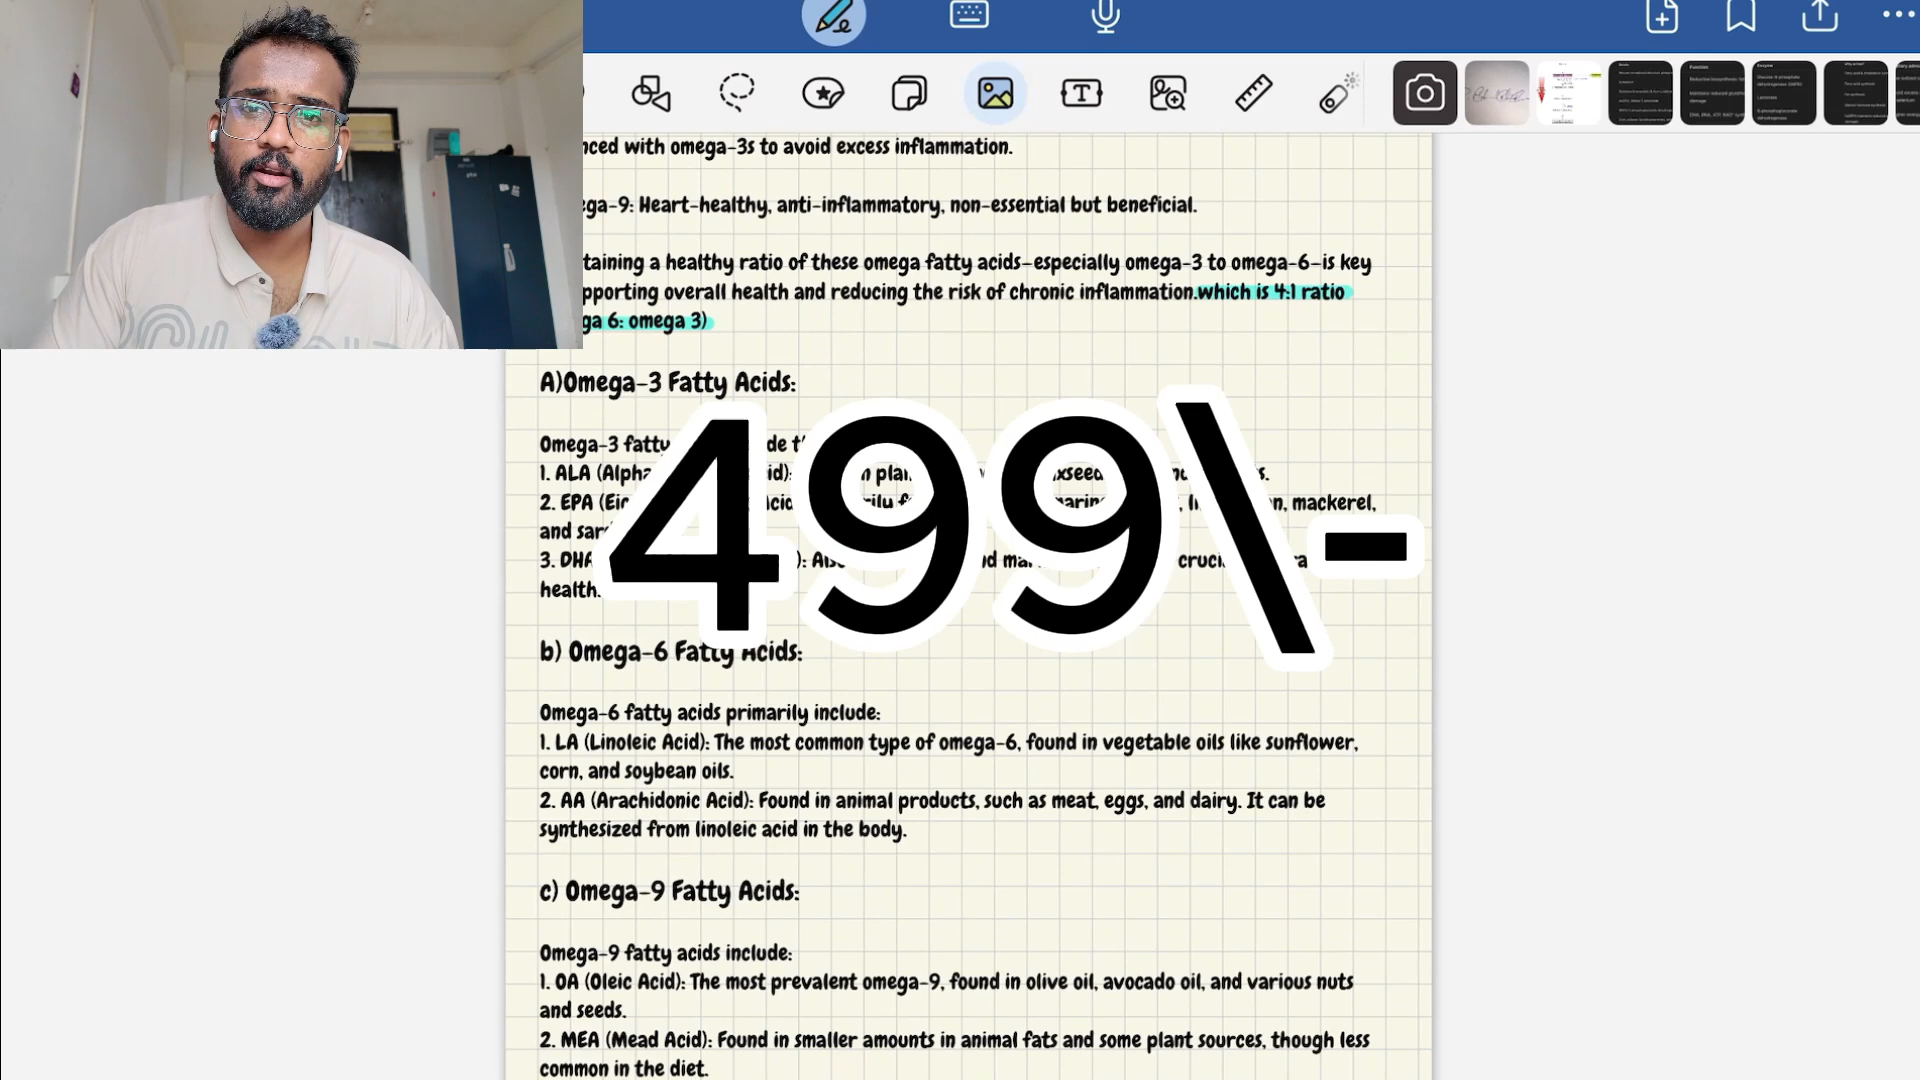 nced with omega-3s to avoid excess inflammation.
ga-9: Heart-healthy, anti-inflammatory, non-essential but beneficial.
taining a healthy ratio of these omega fatty acids-especially omega-3 to omega-6-is key
pporting overall health and reducing the risk of chronic inflammation.which is 4:1 ratio
ga 6: omega 3)
A)Omega-3 Fatty Acids:
499\-
Omega-3 fatty
1. ALA (Alpha
2. EPA (Eic mackerel,
and sar
3. DHA
health.
b) Omega-6 Fatty Acids:
Omega-6 fatty acids primarily include:
1. LA (Linoleic Acid): The most common type of omega-6, found in vegetable oils like sunflower,
corn, and soybean oils.
2. AA (Arachidonic Acid): Found in animal products, such as meat, eggs, and dairy. It can be
synthesized from linoleic acid in the body.
c) Omega-9 Fatty Acids:
Omega-9 fatty acids include:
1. OA (Oleic Acid): The most prevalent omega-9, found in olive oil, avocado oil, and various nuts
and seeds.
2. MEA (Mead Acid): Found in smaller amounts in animal fats and some plant sources, though less
common in the diet.